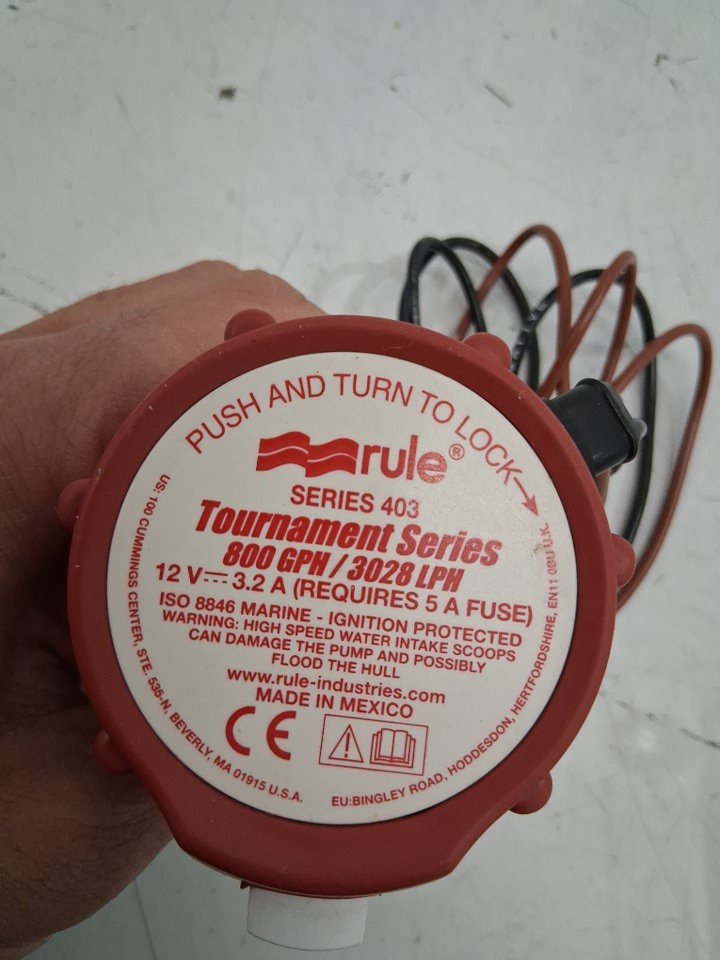 PUSH AND TURN TO LOCK→
rule®
SERIES 403
Tournament Series
800 GPH / 3028 LPH
12 V⎓ 3.2 A (REQUIRES 5 A FUSE)
ISO 8846 MARINE - IGNITION PROTECTED
WARNING: HIGH SPEED WATER INTAKE SCOOPS
CAN DAMAGE THE PUMP AND POSSIBLY
FLOOD THE HULL
www.rule-industries.com
MADE IN MEXICO
CE
US: 100 CUMMINGS CENTER, STE. 535-N, BEVERLY, MA 01915 U.S.A.
EU:BINGLEY ROAD, HODDESDON, HERTFORDSHIRE, EN11 0BU U.K.